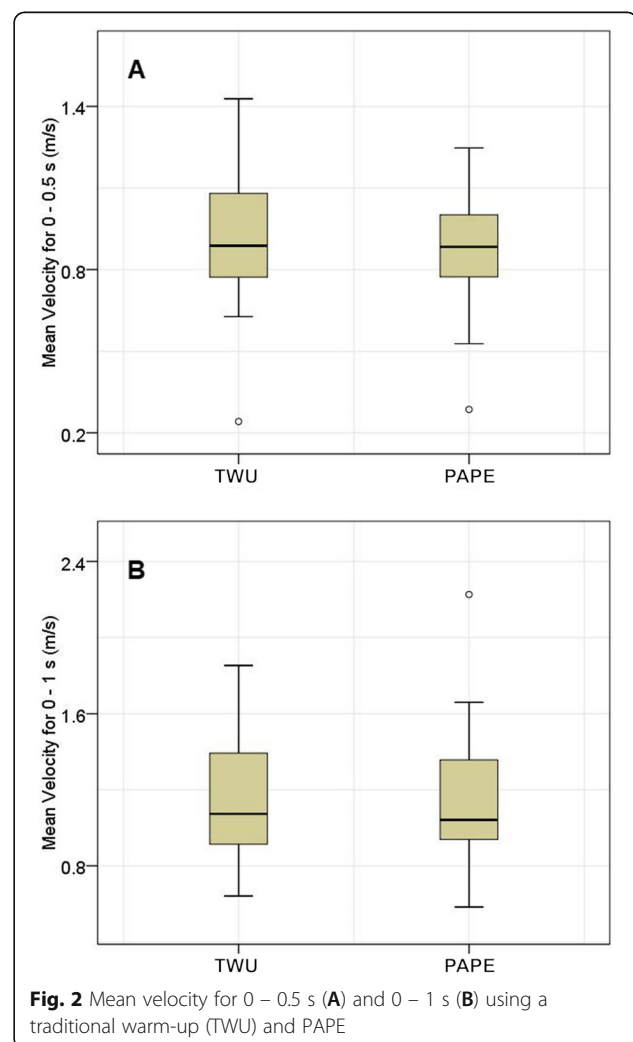 A
Mean Velocity for 0 - 0.5 s (m/s)
1.4
0.8
0.2
TWU PAPE
B
Mean Velocity for 0 - 1 s (m/s)
2.4
1.6
0.8
TWU PAPE
Fig. 2 Mean velocity for 0 – 0.5 s (A) and 0 – 1 s (B) using a
traditional warm-up (TWU) and PAPE